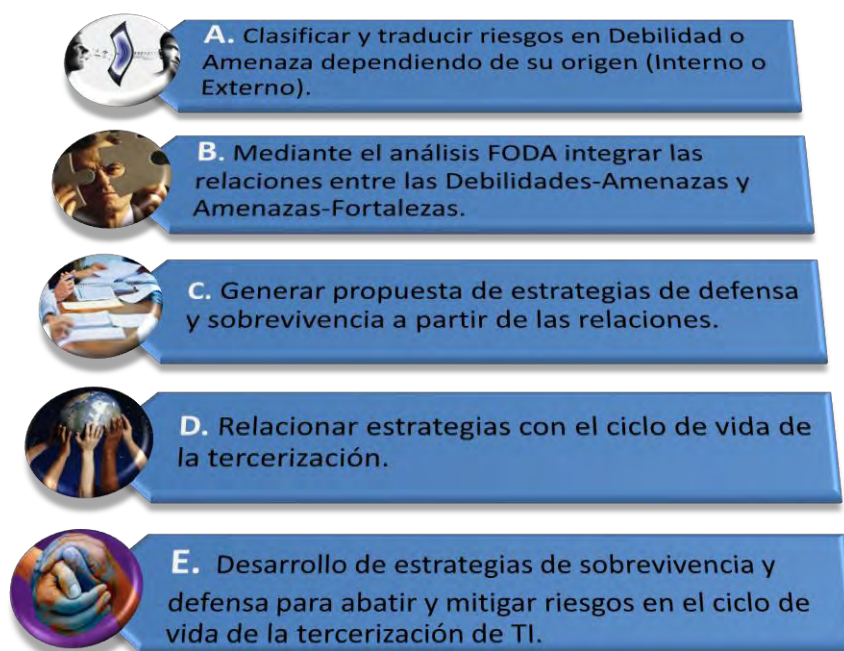 A. Clasificar y traducir riesgos en Debilidad o
Amenaza dependiendo de su origen (Interno o
Externo).
B. Mediante el análisis FODA integrar las
relaciones entre las Debilidades-Amenazas y
Amenazas-Fortalezas.
C. Generar propuesta de estrategias de defensa
y sobrevivencia a partir de las relaciones.
D. Relacionar estrategias con el ciclo de vida de
la tercerización.
E. Desarrollo de estrategias de sobrevivencia y
defensa para abatir y mitigar riesgos en el ciclo de
vida de la tercerización de TI.